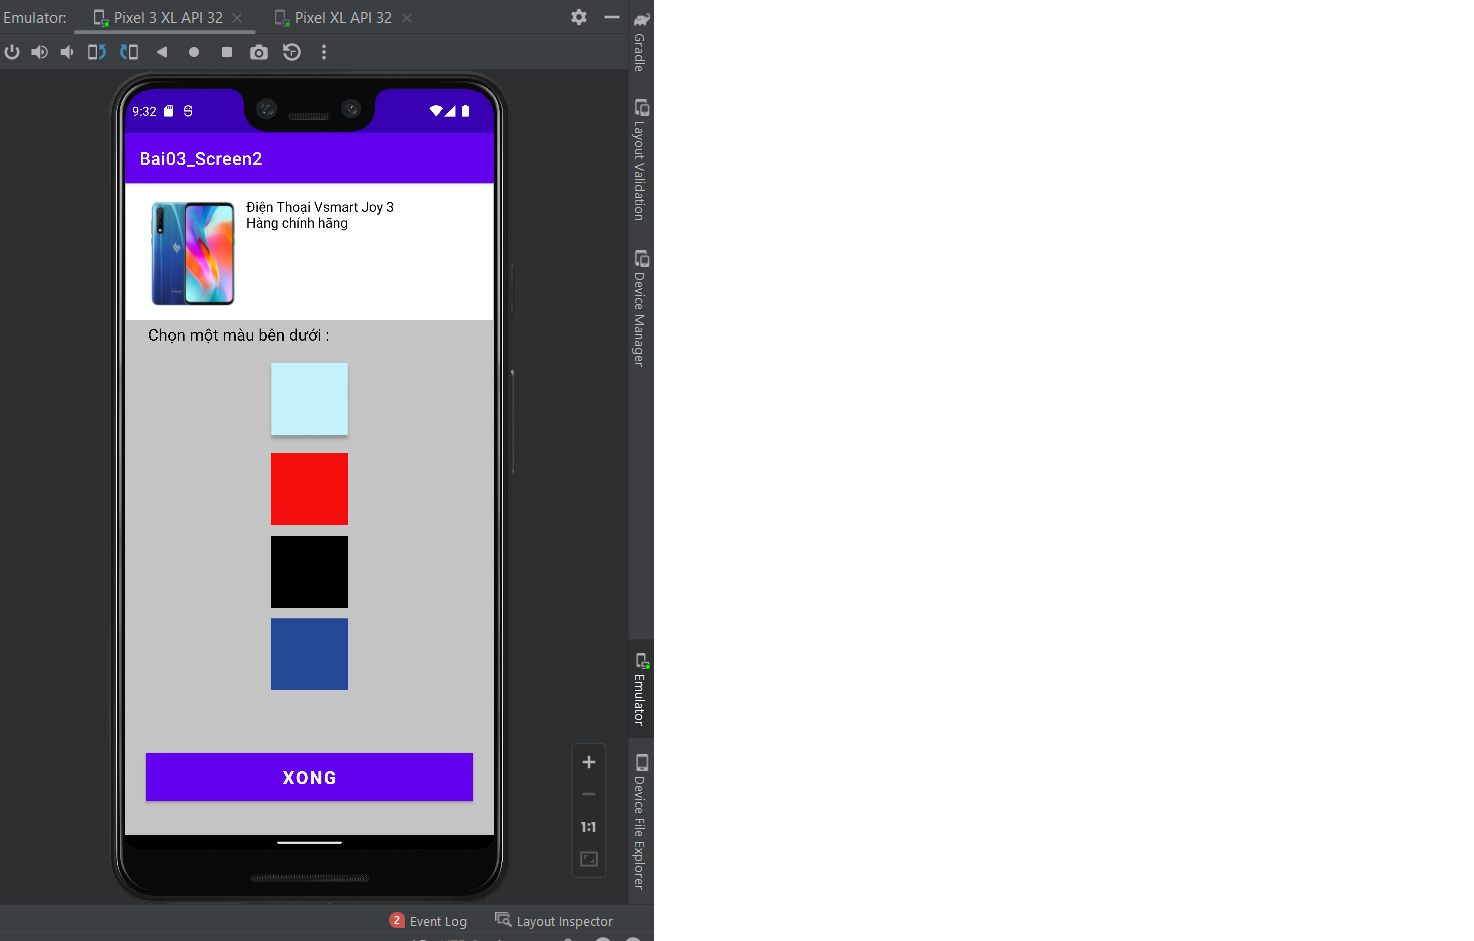 Emulator:
Pixel 3 XL API 32
Pixel XL API 32
9:32
Bai03_Screen2
Điện Thoại Vsmart Joy 3
Hàng chính hãng
Chọn một màu bên dưới :
XONG
1:1
Gradle
Layout Validation
Device Manager
Emulator
Device File Explorer
2 Event Log
Layout Inspector